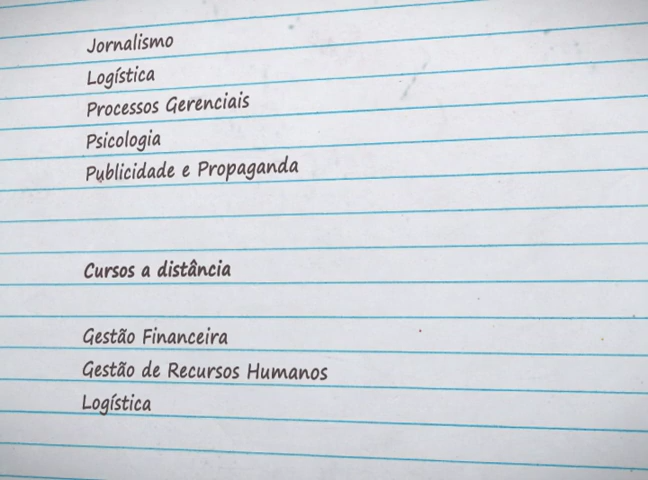 Jornalismo
Logística
Processos Gerenciais
Psicologia
Publicidade e Propaganda
Cursos a distância
Gestão Financeira
Gestão de Recursos Humanos
Logística